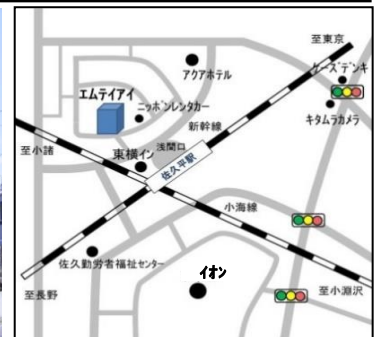 至東京
アクアホテル
ケーズデンキ
エムテイアイ
ニッポンレンタカー
新幹線
キタムラカメラ
至小諸
東横イン
浅間口
佐久平駅
小海線
佐久勤労者福祉センター
イオン
至長野
至小淵沢